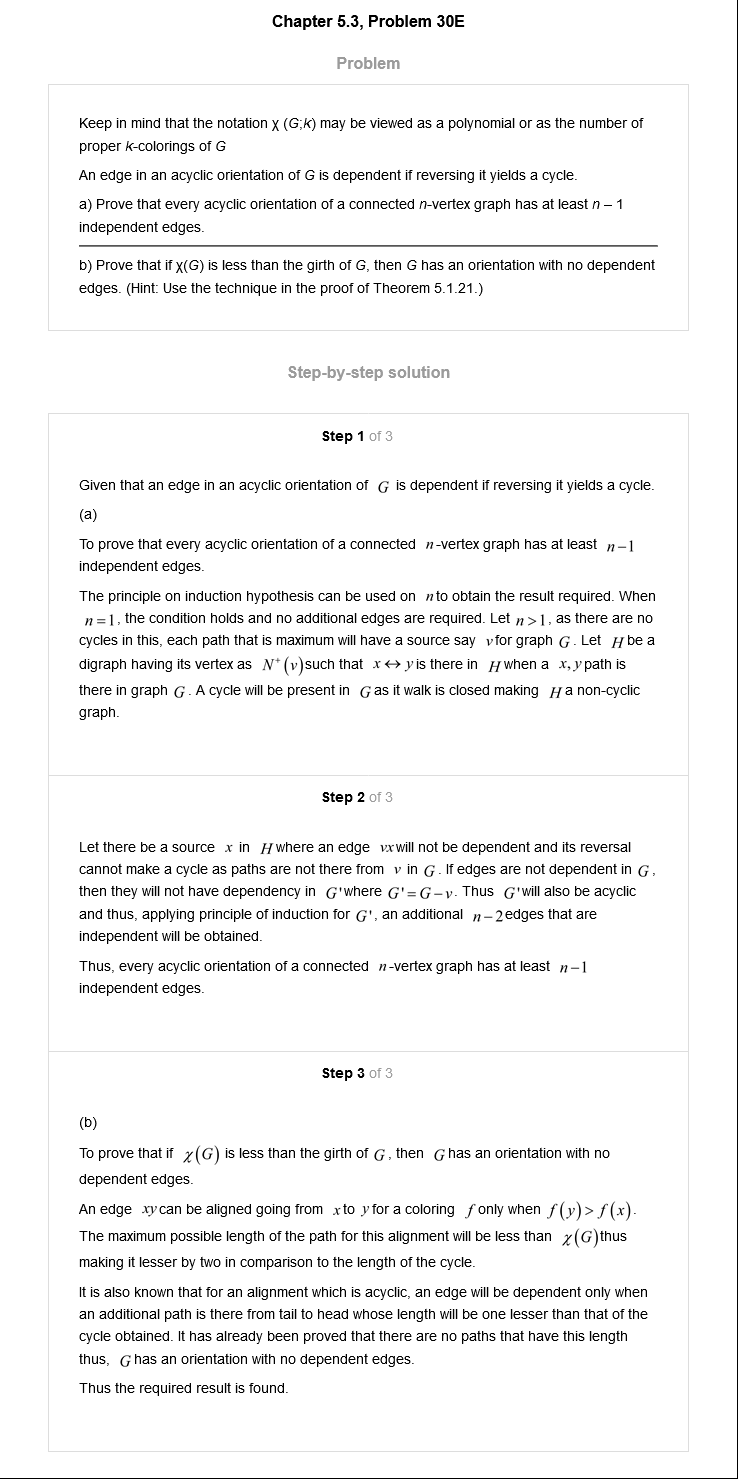 Chapter 5.3, Problem 30E
Problem
Keep in mind that the notation χ (G;k) may be viewed as a polynomial or as the number of
proper k-colorings of G
An edge in an acyclic orientation of G is dependent if reversing it yields a cycle.
a) Prove that every acyclic orientation of a connected n-vertex graph has at least n – 1
independent edges.
b) Prove that if χ(G) is less than the girth of G, then G has an orientation with no dependent
edges. (Hint: Use the technique in the proof of Theorem 5.1.21.)
Step-by-step solution
Step 1 of 3
Given that an edge in an acyclic orientation of G is dependent if reversing it yields a cycle.
(a)
To prove that every acyclic orientation of a connected n-vertex graph has at least n−1
independent edges.
The principle on induction hypothesis can be used on n to obtain the result required. When
n=1, the condition holds and no additional edges are required. Let n>1, as there are no
cycles in this, each path that is maximum will have a source say v for graph G. Let H be a
digraph having its vertex as N⁺(v) such that x↔y is there in H when a x, y path is
there in graph G. A cycle will be present in G as it walk is closed making H a non-cyclic
graph.
Step 2 of 3
Let there be a source x in H where an edge vx will not be dependent and its reversal
cannot make a cycle as paths are not there from v in G. If edges are not dependent in G,
then they will not have dependency in G' where G'=G−v. Thus G' will also be acyclic
and thus, applying principle of induction for G', an additional n−2 edges that are
independent will be obtained.
Thus, every acyclic orientation of a connected n-vertex graph has at least n−1
independent edges.
Step 3 of 3
(b)
To prove that if χ(G) is less than the girth of G, then G has an orientation with no
dependent edges.
An edge xy can be aligned going from x to y for a coloring f only when f(y)>f(x).
The maximum possible length of the path for this alignment will be less than χ(G) thus
making it lesser by two in comparison to the length of the cycle.
It is also known that for an alignment which is acyclic, an edge will be dependent only when
an additional path is there from tail to head whose length will be one lesser than that of the
cycle obtained. It has already been proved that there are no paths that have this length
thus, G has an orientation with no dependent edges.
Thus the required result is found.